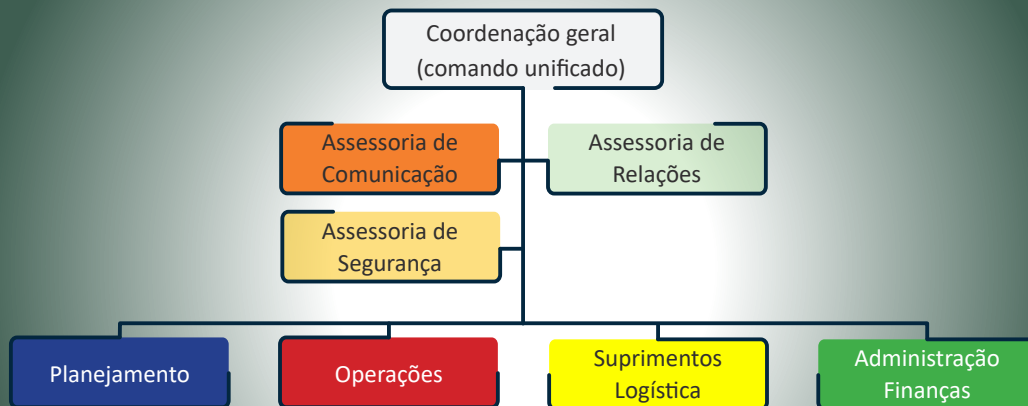 Coordenação geral
(comando unificado)
Assessoria de
Comunicação
Assessoria de
Relações
Assessoria de
Segurança
Planejamento
Operações
Suprimentos
Logística
Administração
Finanças